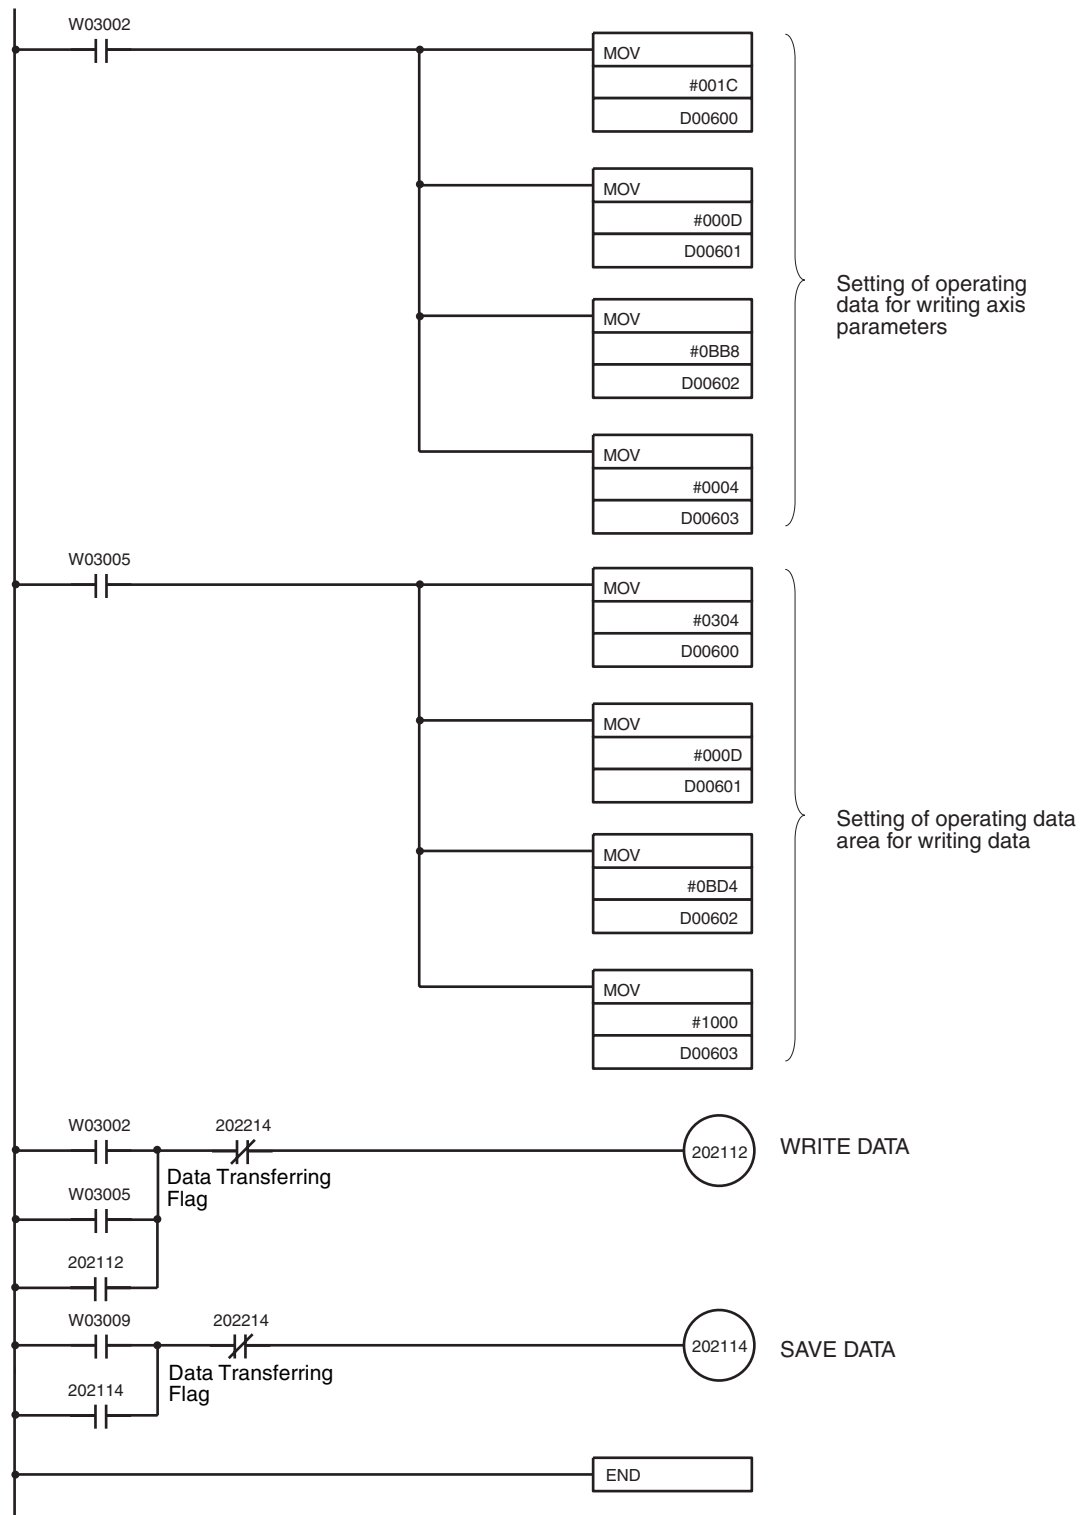 W03002
MOV
#001C
D00600
MOV
#000D
D00601
MOV
#0BB8
D00602
MOV
#0004
D00603
Setting of operating
data for writing axis
parameters
W03005
MOV
#0304
D00600
MOV
#000D
D00601
MOV
#0BD4
D00602
MOV
#1000
D00603
Setting of operating data
area for writing data
W03002
202214
Data Transferring
Flag
202112
WRITE DATA
W03005
202112
W03009
202214
Data Transferring
Flag
202114
SAVE DATA
202114
END